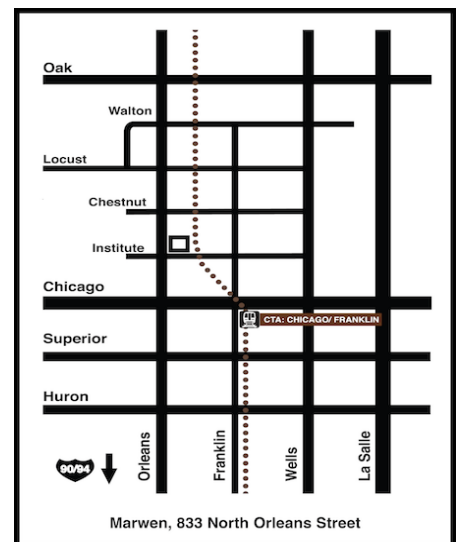 Oak
Walton
Locust
Chestnut
Institute
Chicago
CTA: CHICAGO/ FRANKLIN
Superior
Huron
90/94
Orleans
Franklin
Wells
La Salle
Marwen, 833 North Orleans Street